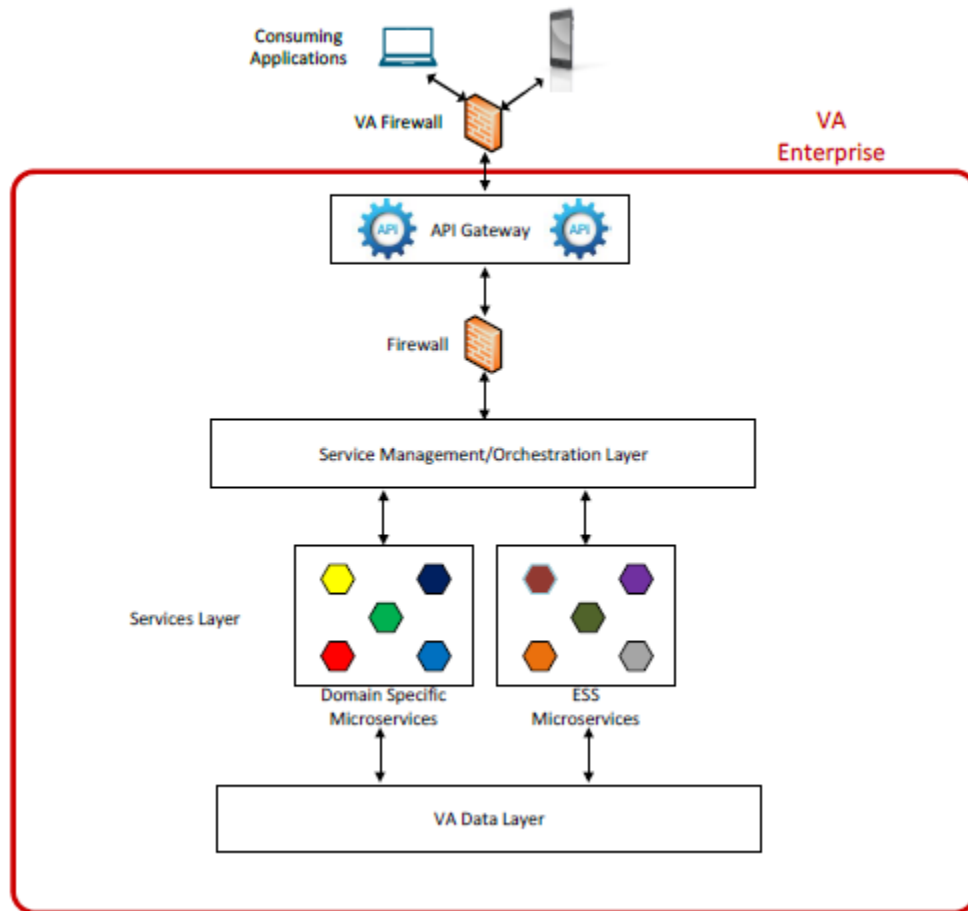 Consuming
Applications
VA Firewall
VA
Enterprise
API
API Gateway
API
Firewall
Service Management/Orchestration Layer
Services Layer
Domain Specific
Microservices
ESS
Microservices
VA Data Layer